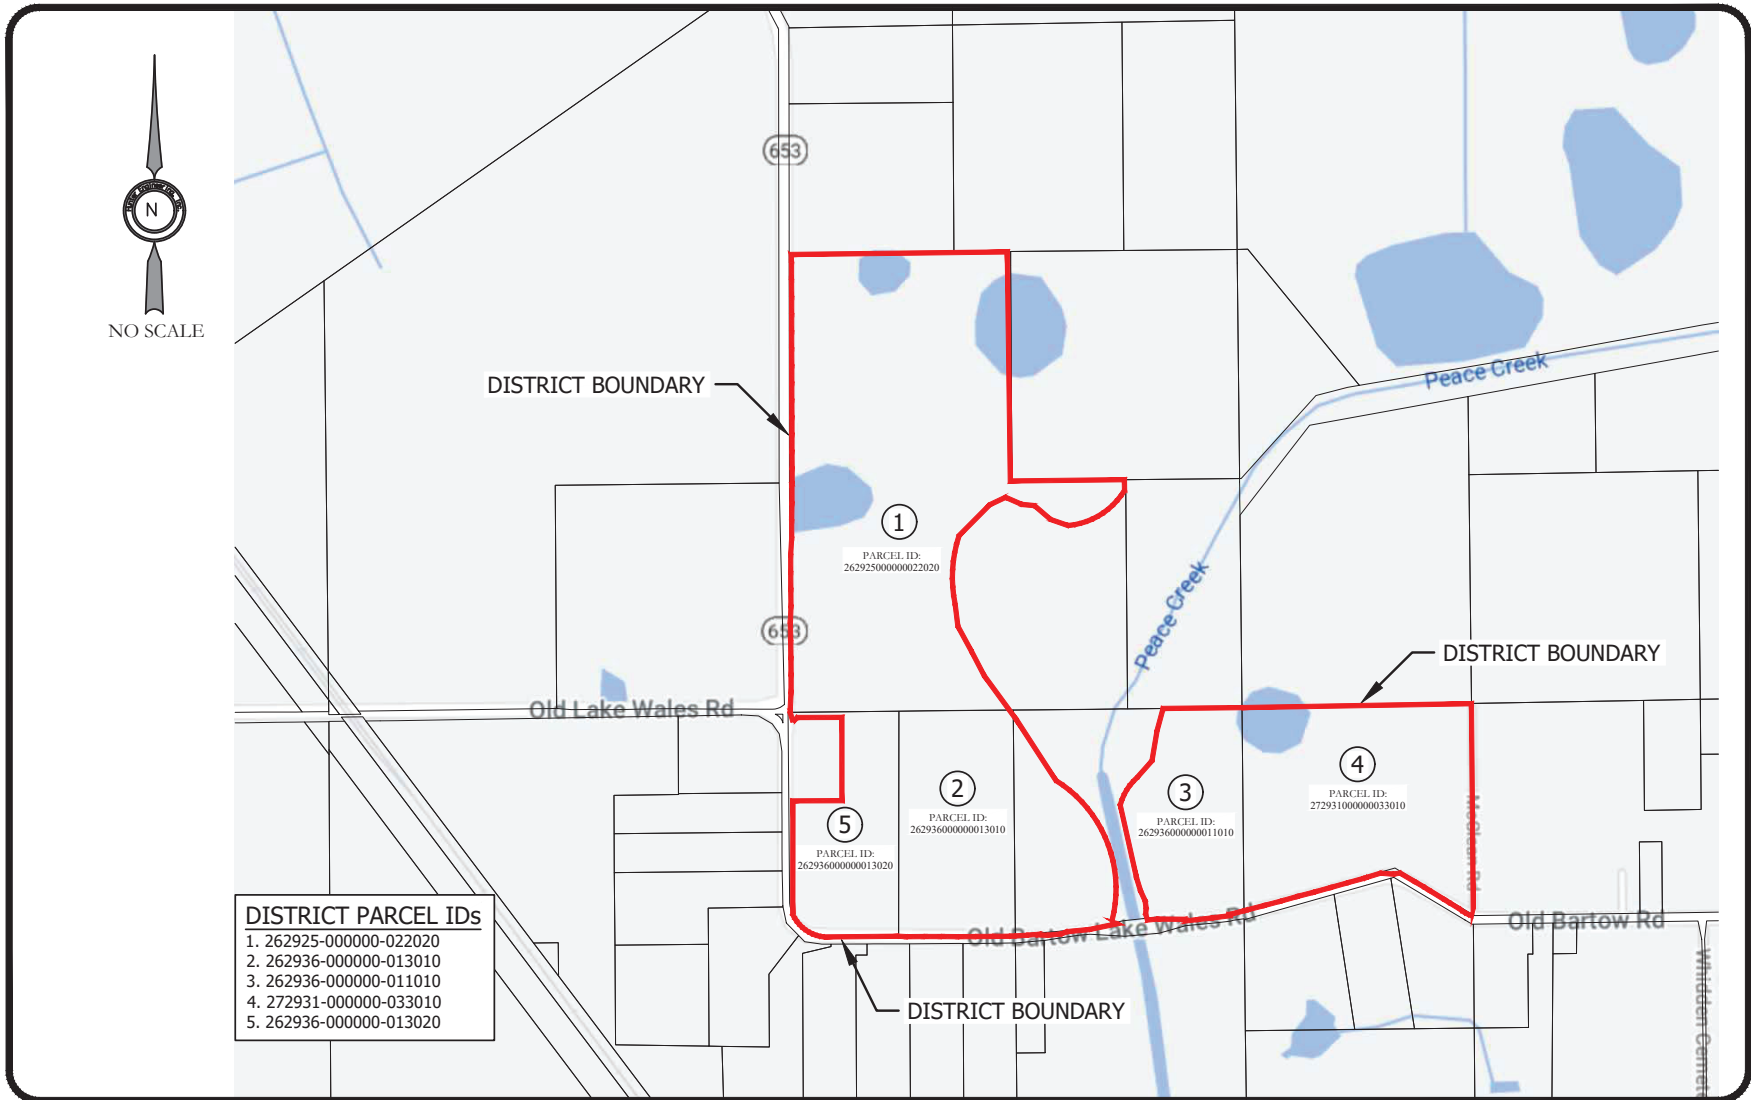 N
NO SCALE
653
DISTRICT BOUNDARY
Peace Creek
1
PARCEL ID:
262925000000022020
Peace Creek
653
DISTRICT BOUNDARY
Old Lake Wales Rd
2
PARCEL ID:
262936000000013010
3
PARCEL ID:
262936000000011010
4
PARCEL ID:
272931000000033010
5
PARCEL ID:
262936000000013020
Old Bartow Lake Wales Rd
Old Bartow Rd
DISTRICT BOUNDARY
Whidden Cemete
DISTRICT PARCEL IDs
1. 262925-000000-022020
2. 262936-000000-013010
3. 262936-000000-011010
4. 272931-000000-033010
5. 262936-000000-013020